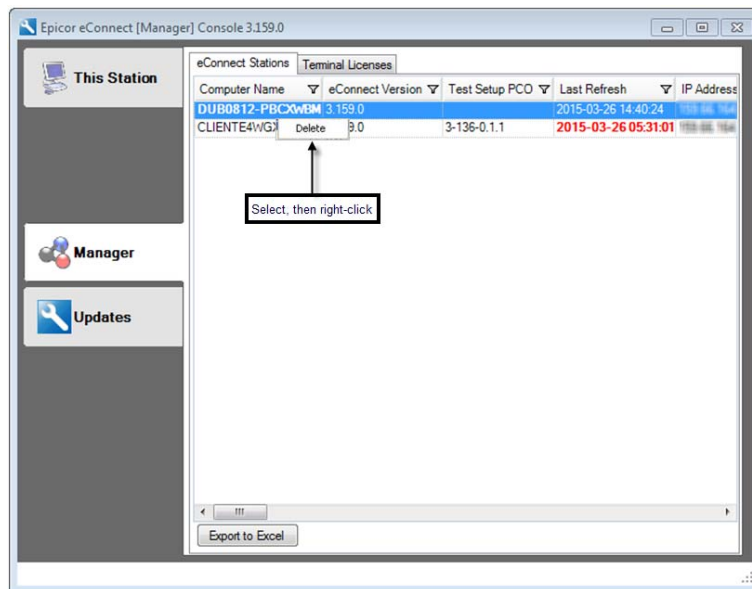 Epicor eConnect [Manager] Console 3.159.0
This Station
Manager
Updates
eConnect Stations Terminal Licenses
Computer Name eConnect Version Test Setup PCO Last Refresh IP Address
DUB0812-PBCXWBM 3.159.0 2015-03-26 14:40:24
3-136-0.1.1 2015-03-26 05:31:01
Delete
Select, then right-click
Export to Excel